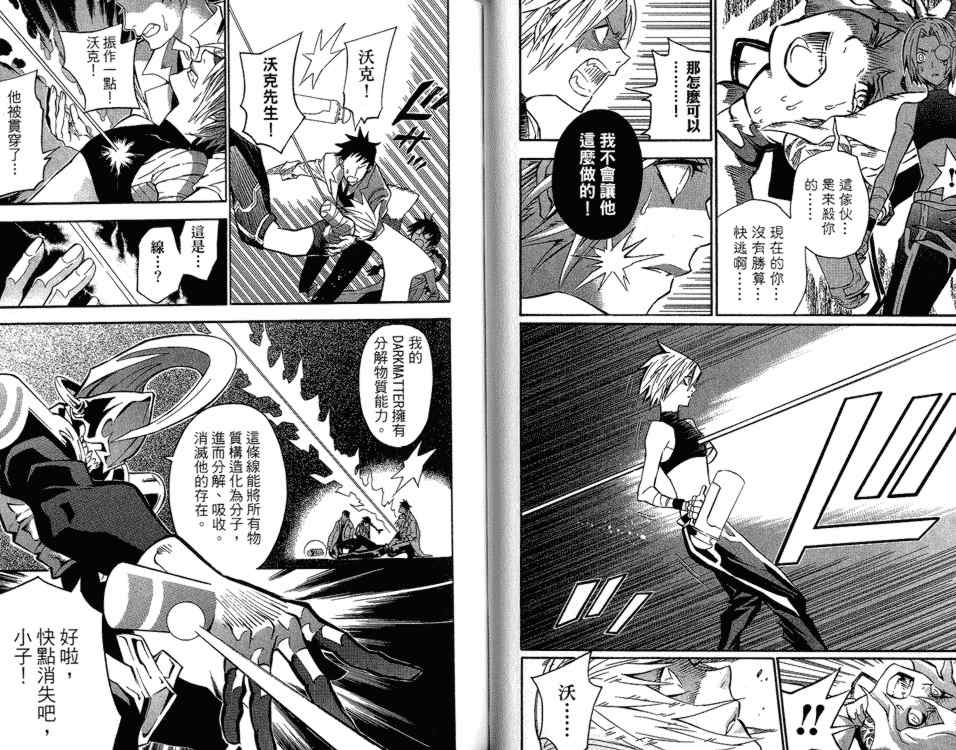 !!
這傢伙
是來殺你
的………
現在的你…
沒有勝算…
快逃啊……
那怎麼可以
……！
我不會讓他
這麼做的！
ドッ
!!
沃……
沃克！
沃克先生！
ドクン
振作一點！
沃克！
他被貫穿了…
這是…
線…？
我的
DARKMATTER擁有
分解物質能力。
這條線能將所有物
質構造化為分子，
進而分解、吸收。
消滅他的存在。
好啦，
快點消失吧，
小子！